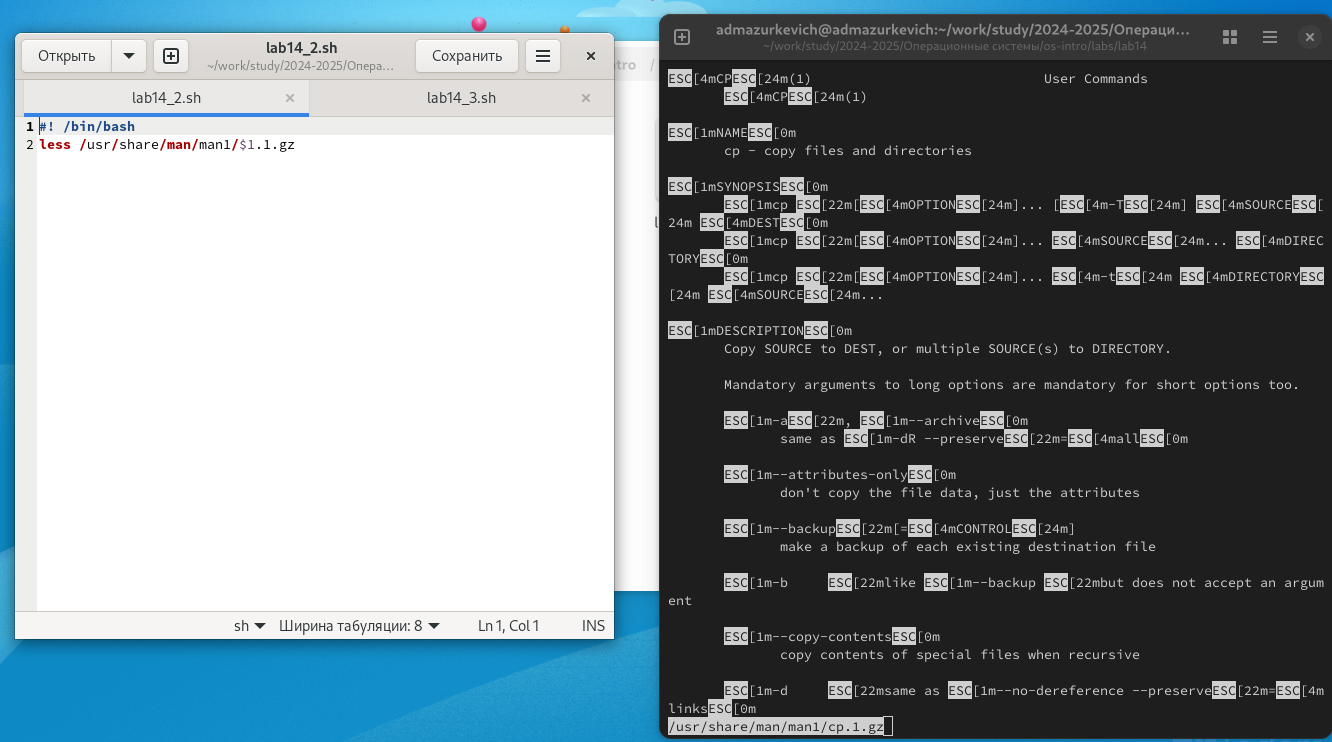 Открыть
lab14_2.sh
~/work/study/2024-2025/Опера…
Сохранить
lab14_2.sh
lab14_3.sh
1 #! /bin/bash
2 less /usr/share/man/man1/$1.1.gz
sh
Ширина табуляции: 8
Ln 1, Col 1
INS
admazurkevich@admazurkevich:~/work/study/2024-2025/Операци…
~/work/study/2024-2025/Операционные системы/os-intro/labs/lab14
ESC[4mCPESC[24m(1) User Commands
ESC[4mCPESC[24m(1)
ESC[1mNAMEESC[0m
cp - copy files and directories
ESC[1mSYNOPSISESC[0m
ESC[1mcp ESC[22m[ESC[4mOPTIONESC[24m]... [ESC[4m-TESC[24m] ESC[4mSOURCEESC[
24m ESC[4mDESTESC[0m
ESC[1mcp ESC[22m[ESC[4mOPTIONESC[24m]... ESC[4mSOURCEESC[24m... ESC[4mDIREC
TORYESC[0m
ESC[1mcp ESC[22m[ESC[4mOPTIONESC[24m]... ESC[4m-tESC[24m ESC[4mDIRECTORYESC
[24m ESC[4mSOURCEESC[24m...
ESC[1mDESCRIPTIONESC[0m
Copy SOURCE to DEST, or multiple SOURCE(s) to DIRECTORY.
Mandatory arguments to long options are mandatory for short options too.
ESC[1m-aESC[22m, ESC[1m--archiveESC[0m
same as ESC[1m-dR --preserveESC[22m=ESC[4mallESC[0m
ESC[1m--attributes-onlyESC[0m
don't copy the file data, just the attributes
ESC[1m--backupESC[22m[=ESC[4mCONTROLESC[24m]
make a backup of each existing destination file
ESC[1m-b ESC[22mlike ESC[1m--backup ESC[22mbut does not accept an argum
ent
ESC[1m--copy-contentsESC[0m
copy contents of special files when recursive
ESC[1m-d ESC[22msame as ESC[1m--no-dereference --preserveESC[22m=ESC[4m
linksESC[0m
/usr/share/man/man1/cp.1.gz